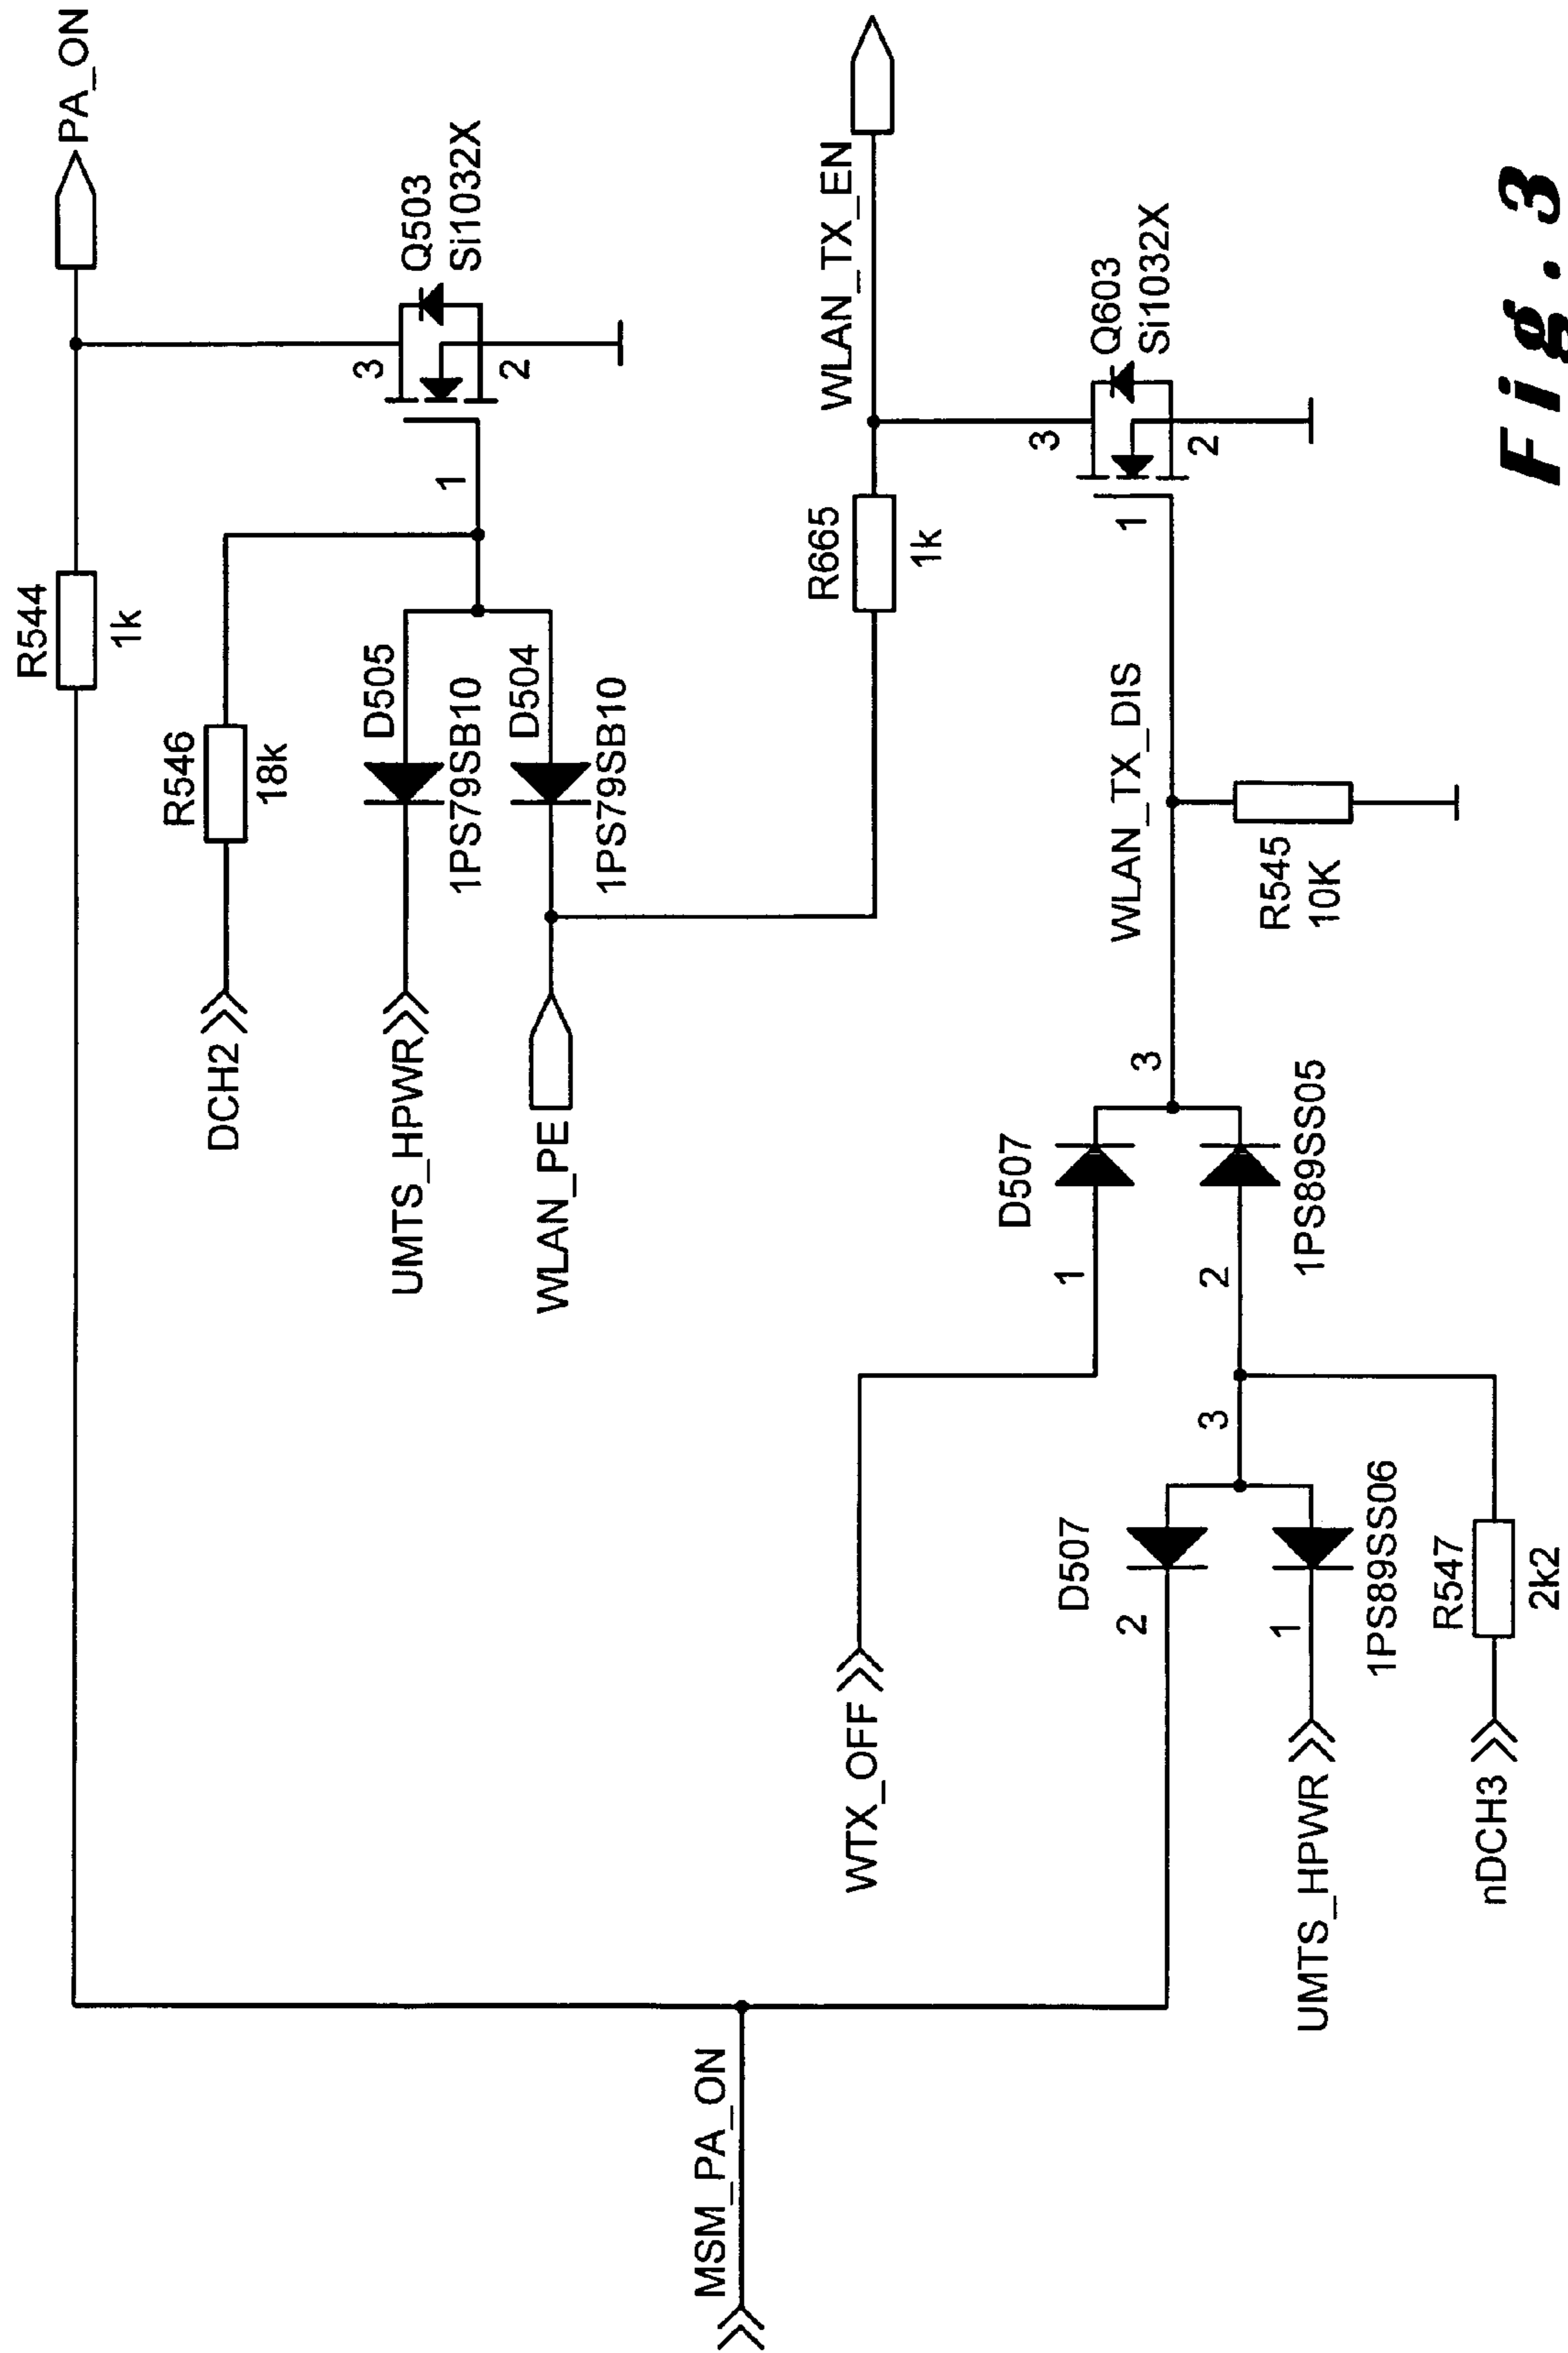 PA_ON
R544
1k
Q503
Si1032X
3
2
1
R546
18k
DCH2
D505
1PS79SB10
UMTS_HPWR
D504
1PS79SB10
WLAN_PE
WLAN_TX_EN
R665
1k
Q603
Si1032X
3
2
1
WLAN_TX_DIS
R545
10K
3
D507
1
2
1PS89SS05
MSM_PA_ON
WTX_OFF
3
D507
2
1
1PS89SS06
UMTS_HPWR
R547
2k2
nDCH3
Fig. 3